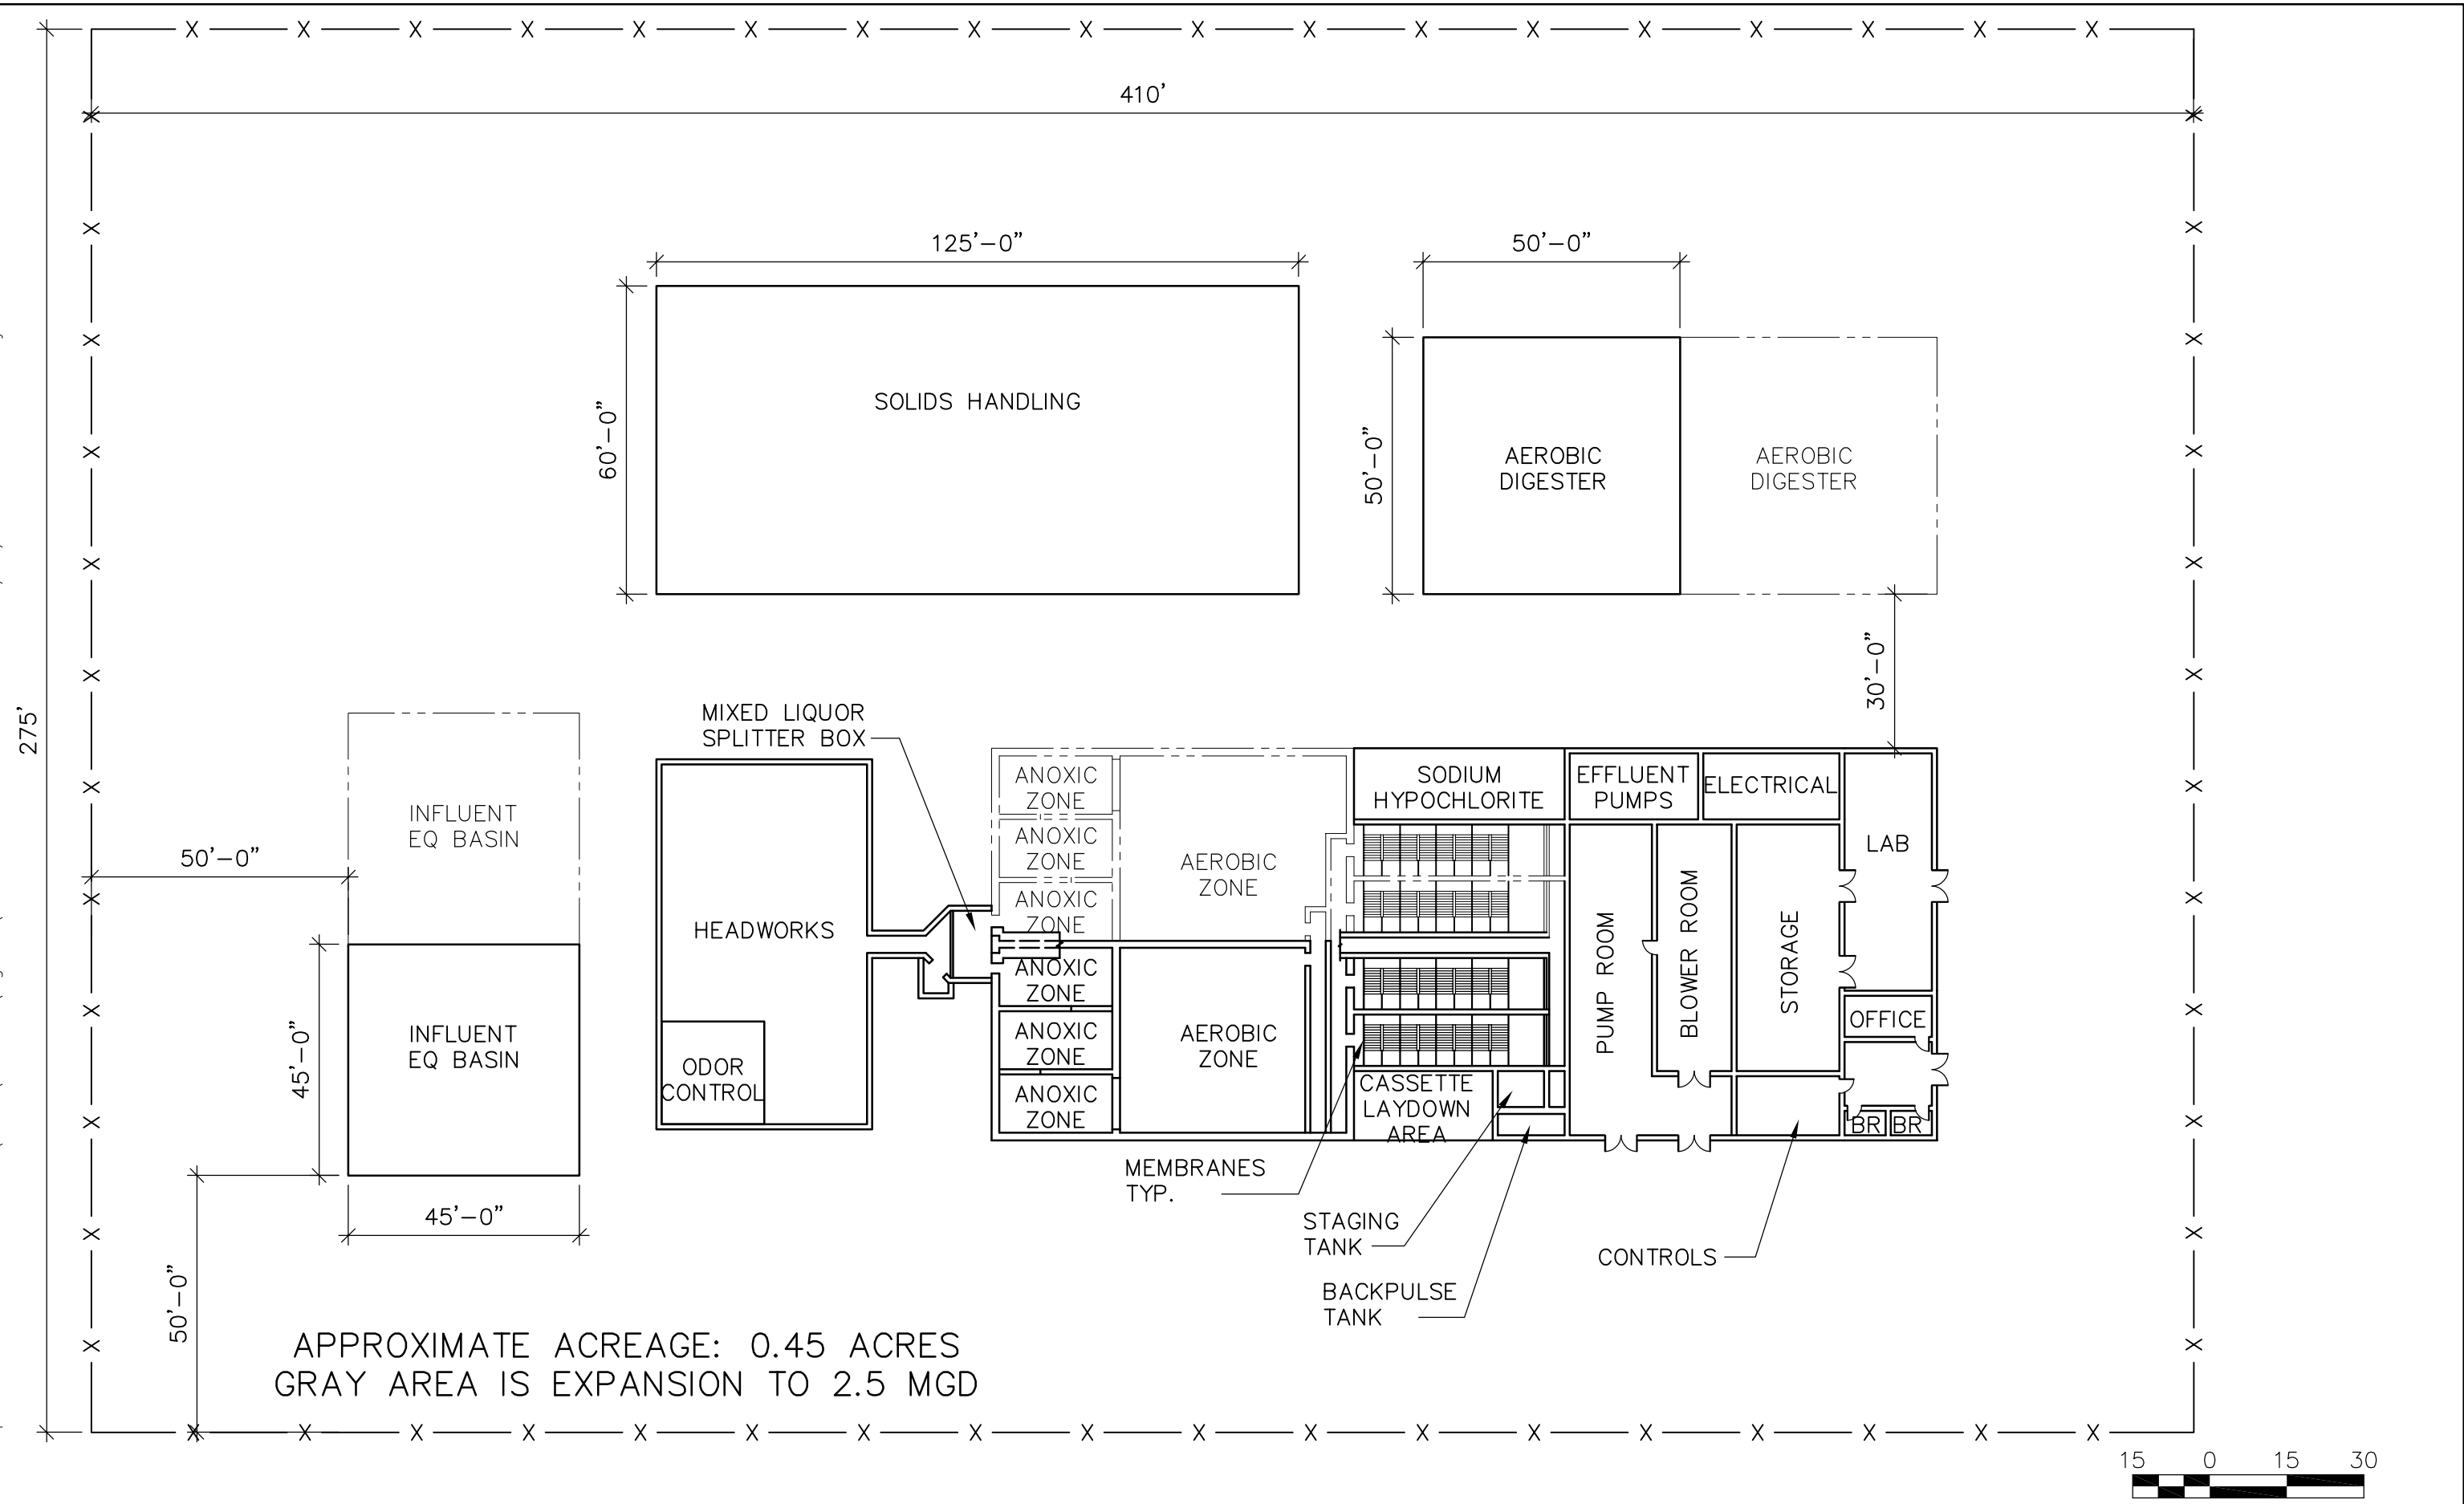 410'
125'-0"
50'-0"
SOLIDS HANDLING
60'-0"
50'-0"
AEROBIC
DIGESTER
AEROBIC
DIGESTER
30'-0"
275'
MIXED LIQUOR
SPLITTER BOX
INFLUENT
EQ BASIN
50'-0"
ANOXIC
ZONE
ANOXIC
ZONE
ANOXIC
ZONE
AEROBIC
ZONE
SODIUM
HYPOCHLORITE
EFFLUENT
PUMPS
ELECTRICAL
LAB
HEADWORKS
PUMP ROOM
BLOWER ROOM
STORAGE
ANOXIC
ZONE
ANOXIC
ZONE
ANOXIC
ZONE
AEROBIC
ZONE
OFFICE
INFLUENT
EQ BASIN
45'-0"
ODOR
CONTROL
CASSETTE
LAYDOWN
AREA
BR
BR
MEMBRANES
TYP.
45'-0"
STAGING
TANK
CONTROLS
BACKPULSE
TANK
50'-0"
APPROXIMATE ACREAGE: 0.45 ACRES
GRAY AREA IS EXPANSION TO 2.5 MGD
15 0 15 30